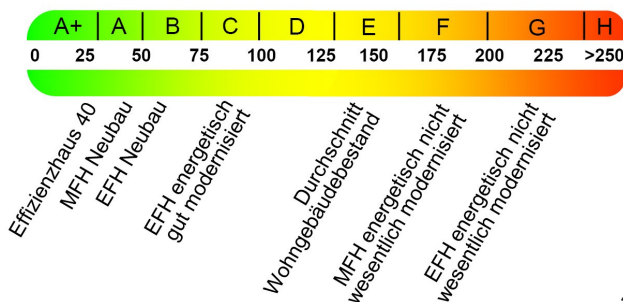 A+ A B C D E F G H
0 25 50 75 100 125 150 175 200 225 >250
Effizienzhaus 40
MFH Neubau
EFH Neubau
EFH energetisch
gut modernisiert
Durchschnitt
Wohngebäudebestand
MFH energetisch nicht
wesentlich modernisiert
EFH energetisch nicht
wesentlich modernisiert